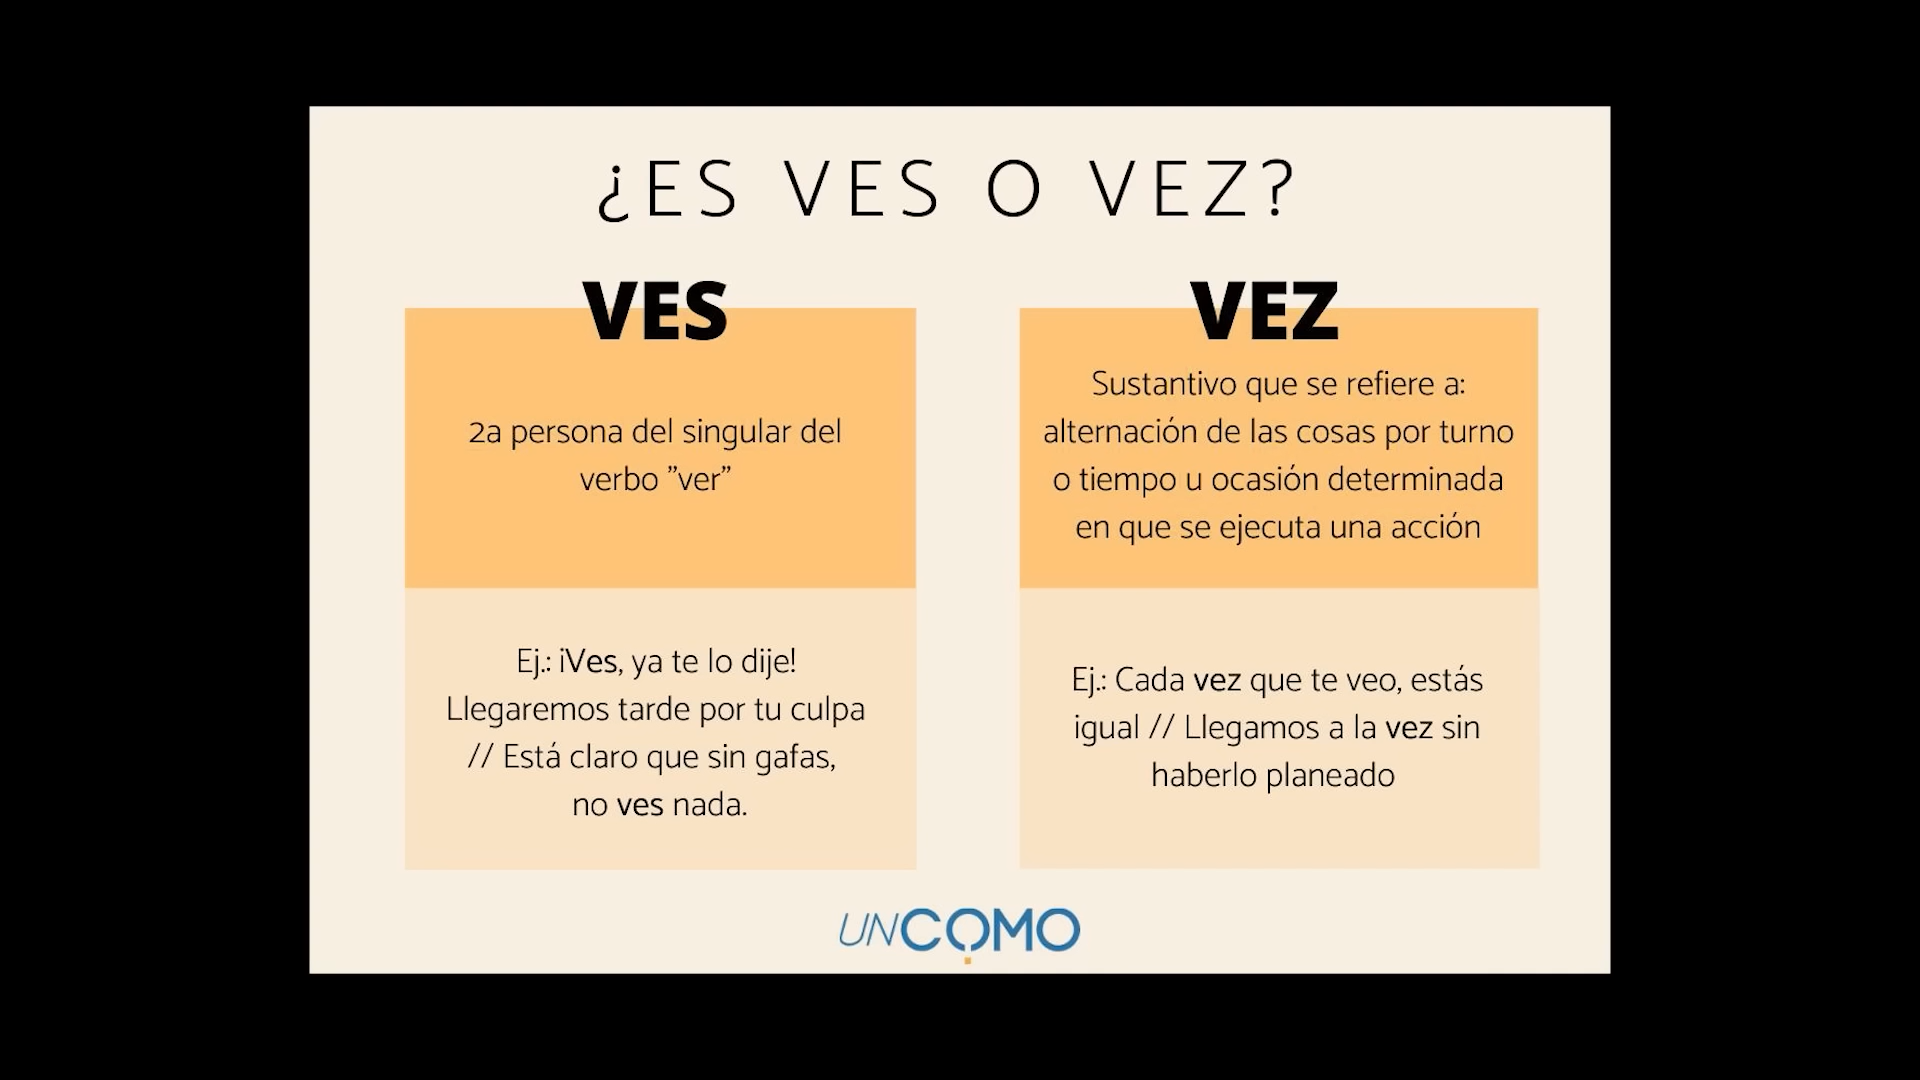 ¿ES VES O VEZ?
VES
2a persona del singular del
verbo "ver"
Ej.: ¡Ves, ya te lo dije!
Llegaremos tarde por tu culpa
// Está claro que sin gafas,
no ves nada.
VEZ
Sustantivo que se refiere a:
alternación de las cosas por turno
o tiempo u ocasión determinada
en que se ejecuta una acción
Ej.: Cada vez que te veo, estás
igual // Llegamos a la vez sin
haberlo planeado
UNCOMO